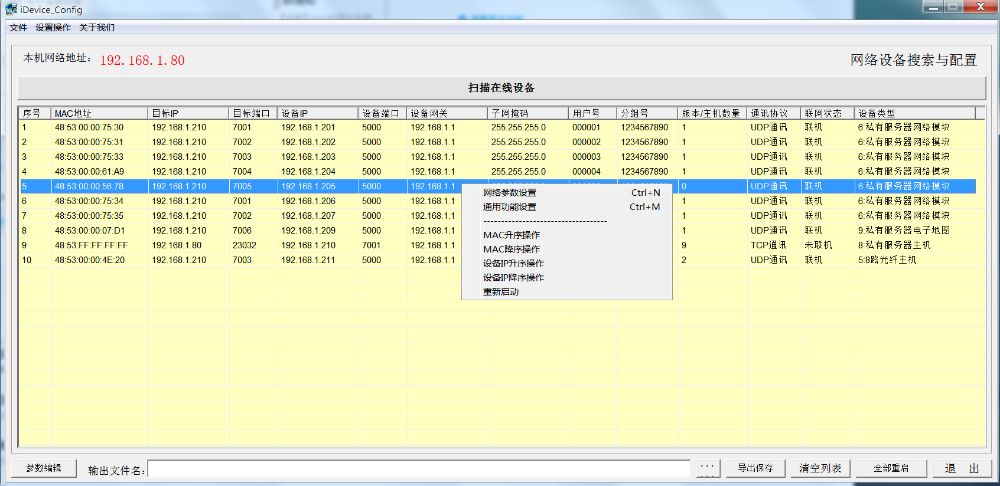 iDevice_Config
文件 设置操作 关于我们
本机网络地址： 192.168.1.80 网络设备搜索与配置
扫描在线设备
序号 MAC地址 目标IP 目标端口 设备IP 设备端口 设备网关 子网掩码 用户号 分组号 版本/主机数量 通讯协议 联网状态 设备类型
1 48:53:00:00:75:30 192.168.1.210 7001 192.168.1.201 5000 192.168.1.1 255.255.255.0 000001 1234567890 1 UDP通讯 联机 6:私有服务器网络模块
2 48:53:00:00:75:31 192.168.1.210 7002 192.168.1.202 5000 192.168.1.1 255.255.255.0 000002 1234567890 1 UDP通讯 联机 6:私有服务器网络模块
3 48:53:00:00:75:33 192.168.1.210 7003 192.168.1.203 5000 192.168.1.1 255.255.255.0 000003 1234567890 1 UDP通讯 联机 6:私有服务器网络模块
4 48:53:00:00:61:A9 192.168.1.210 7004 192.168.1.204 5000 192.168.1.1 255.255.255.0 000004 1234567890 1 UDP通讯 联机 6:私有服务器网络模块
5 48:53:00:00:56:78 192.168.1.210 7005 192.168.1.205 5000 192.168.1.1 0 UDP通讯 联机 6:私有服务器网络模块
6 48:53:00:00:75:34 192.168.1.210 7001 192.168.1.206 5000 192.168.1.1 1 UDP通讯 联机 6:私有服务器网络模块
7 48:53:00:00:75:35 192.168.1.210 7002 192.168.1.207 5000 192.168.1.1 1 UDP通讯 联机 6:私有服务器网络模块
8 48:53:00:00:07:D1 192.168.1.210 7006 192.168.1.209 5000 192.168.1.1 1 UDP通讯 联机 9:私有服务器电子地图
9 48:53:FF:FF:FF:FF 192.168.1.80 23032 192.168.1.210 7001 192.168.1.1 9 TCP通讯 未联机 8:私有服务器主机
10 48:53:00:00:4E:20 192.168.1.210 7003 192.168.1.211 5000 192.168.1.1 2 UDP通讯 联机 5:8路光纤主机
网络参数设置 Ctrl+N
通用功能设置 Ctrl+M
-----------------------------------
MAC升序操作
MAC降序操作
设备IP升序操作
设备IP降序操作
重新启动
参数编辑 输出文件名: ... 导出保存 清空列表 全部重启 退 出